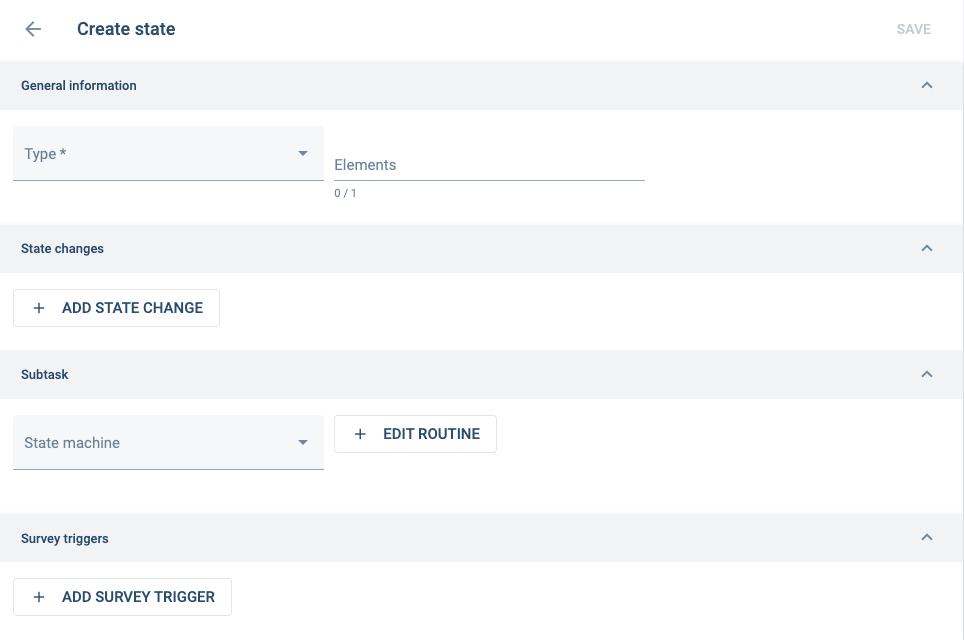 Create state
SAVE
General information
Type *
Elements
0 / 1
State changes
ADD STATE CHANGE
Subtask
State machine
EDIT ROUTINE
Survey triggers
ADD SURVEY TRIGGER